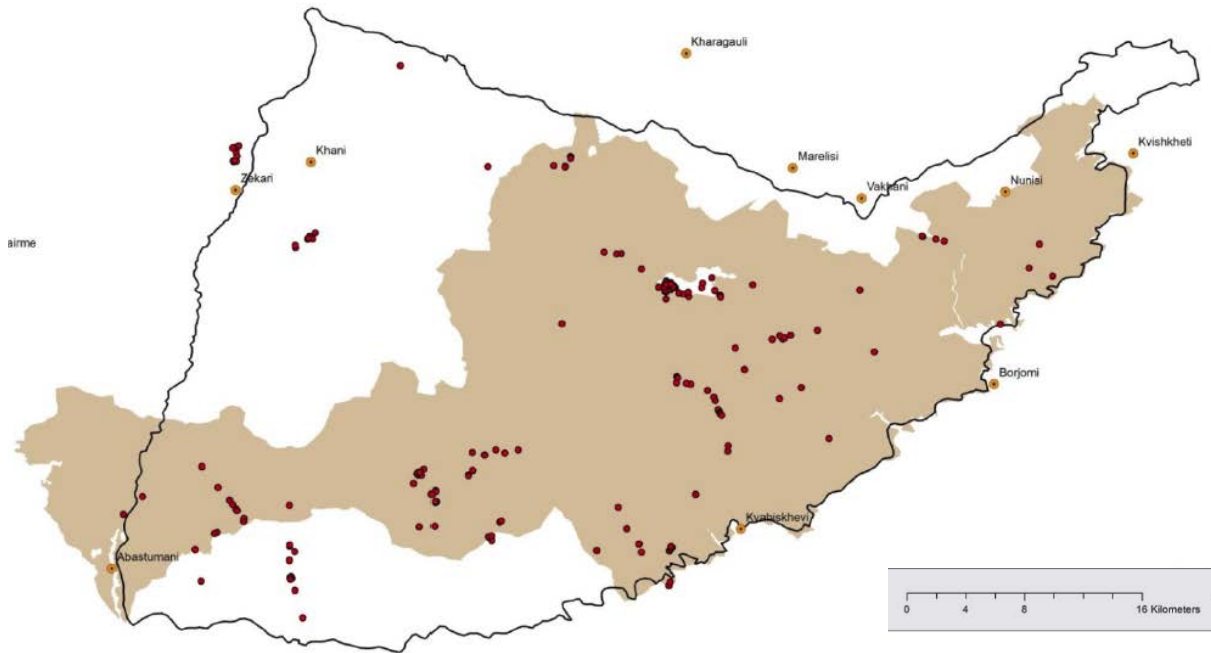 Kharagauli
Kvishkheti
Khani
Marelisi
Zekari
Vakhani
Nunisi
airme
Borjomi
Kvabiskhevi
Abastumani
0 4 8 16 Kilometers